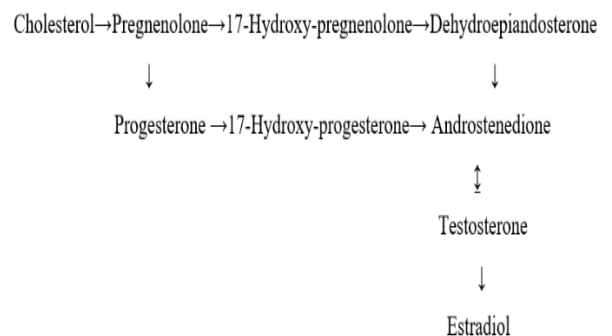 Cholesterol→Pregnenolone→17-Hydroxy-pregnenolone→Dehydroepiandosterone
↓ ↓
Progesterone →17-Hydroxy-progesterone→ Androstenedione
↨
Testosterone
↓
Estradiol